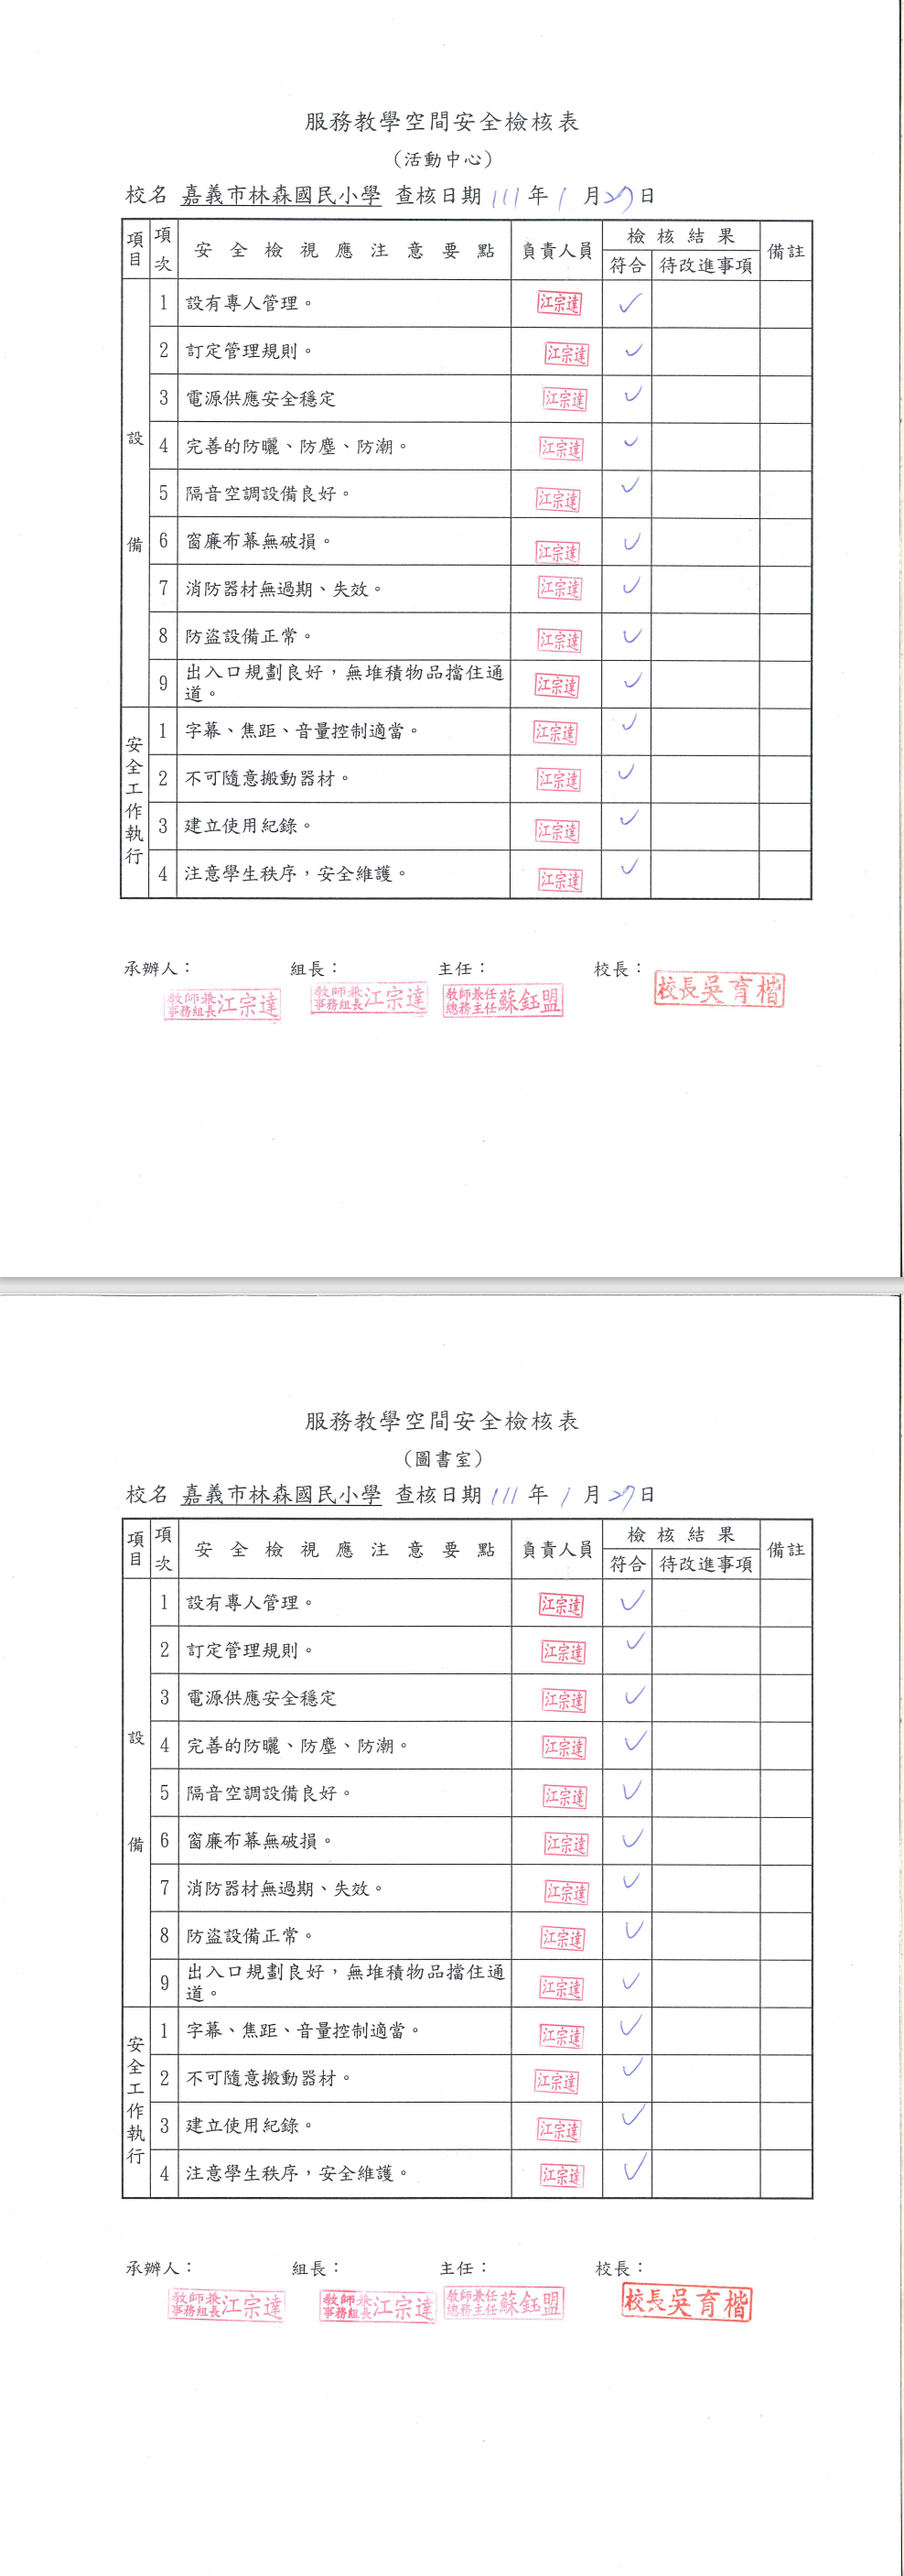 服務教學空間安全檢核表
（活動中心）
校名 嘉義市林森國民小學 查核日期 111 年 1 月 27 日
項目 項次 安全檢視應注意要點 負責人員 檢核結果 備註
符合 待改進事項
設備
1 設有專人管理。 江宗達 ✓
2 訂定管理規則。 江宗達 ✓
3 電源供應安全穩定 江宗達 ✓
4 完善的防曬、防塵、防潮。 江宗達 ✓
5 隔音空調設備良好。 江宗達 ✓
6 窗廉布幕無破損。 江宗達 ✓
7 消防器材無過期、失效。 江宗達 ✓
8 防盜設備正常。 江宗達 ✓
9 出入口規劃良好，無堆積物品擋住通
道。 江宗達 ✓
安全工作執行
1 字幕、焦距、音量控制適當。 江宗達 ✓
2 不可隨意搬動器材。 江宗達 ✓
3 建立使用紀錄。 江宗達 ✓
4 注意學生秩序，安全維護。 江宗達 ✓
承辦人： 組長： 主任： 校長：
教師兼事務組長江宗達 教師兼事務組長江宗達 教師兼任總務主任蘇鈺盟 校長吳育楷
服務教學空間安全檢核表
（圖書室）
校名 嘉義市林森國民小學 查核日期 111 年 1 月 27 日
項目 項次 安全檢視應注意要點 負責人員 檢核結果 備註
符合 待改進事項
設備
1 設有專人管理。 江宗達 ✓
2 訂定管理規則。 江宗達 ✓
3 電源供應安全穩定 江宗達 ✓
4 完善的防曬、防塵、防潮。 江宗達 ✓
5 隔音空調設備良好。 江宗達 ✓
6 窗廉布幕無破損。 江宗達 ✓
7 消防器材無過期、失效。 江宗達 ✓
8 防盜設備正常。 江宗達 ✓
9 出入口規劃良好，無堆積物品擋住通
道。 江宗達 ✓
安全工作執行
1 字幕、焦距、音量控制適當。 江宗達 ✓
2 不可隨意搬動器材。 江宗達 ✓
3 建立使用紀錄。 江宗達 ✓
4 注意學生秩序，安全維護。 江宗達 ✓
承辦人： 組長： 主任： 校長：
教師兼事務組長江宗達 教師兼事務組長江宗達 教師兼任總務主任蘇鈺盟 校長吳育楷